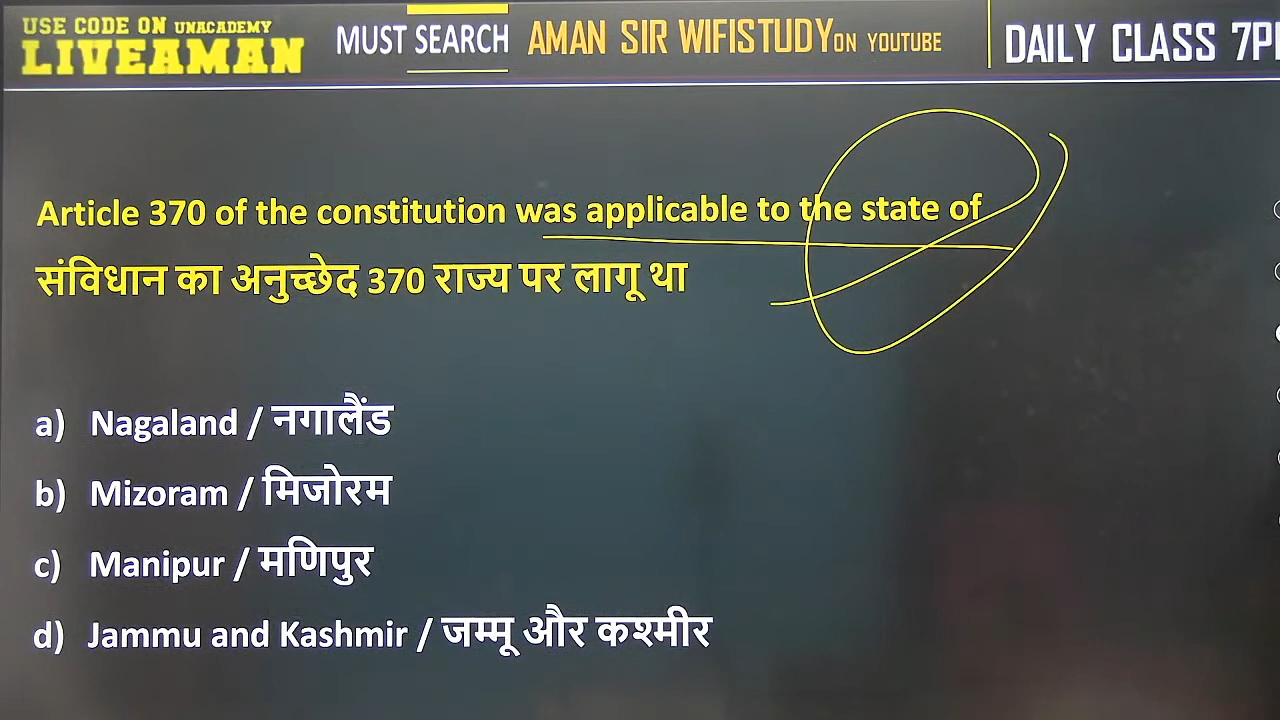 USE CODE ON UNACADEMY
LIVEAMAN
MUST SEARCH AMAN SIR WIFISTUDY ON YOUTUBE
DAILY CLASS 7P
Article 370 of the constitution was applicable to the state of
संविधान का अनुच्छेद 370 राज्य पर लागू था
a) Nagaland / नगालैंड
b) Mizoram / मिजोरम
c) Manipur / मणिपुर
d) Jammu and Kashmir / जम्मू और कश्मीर